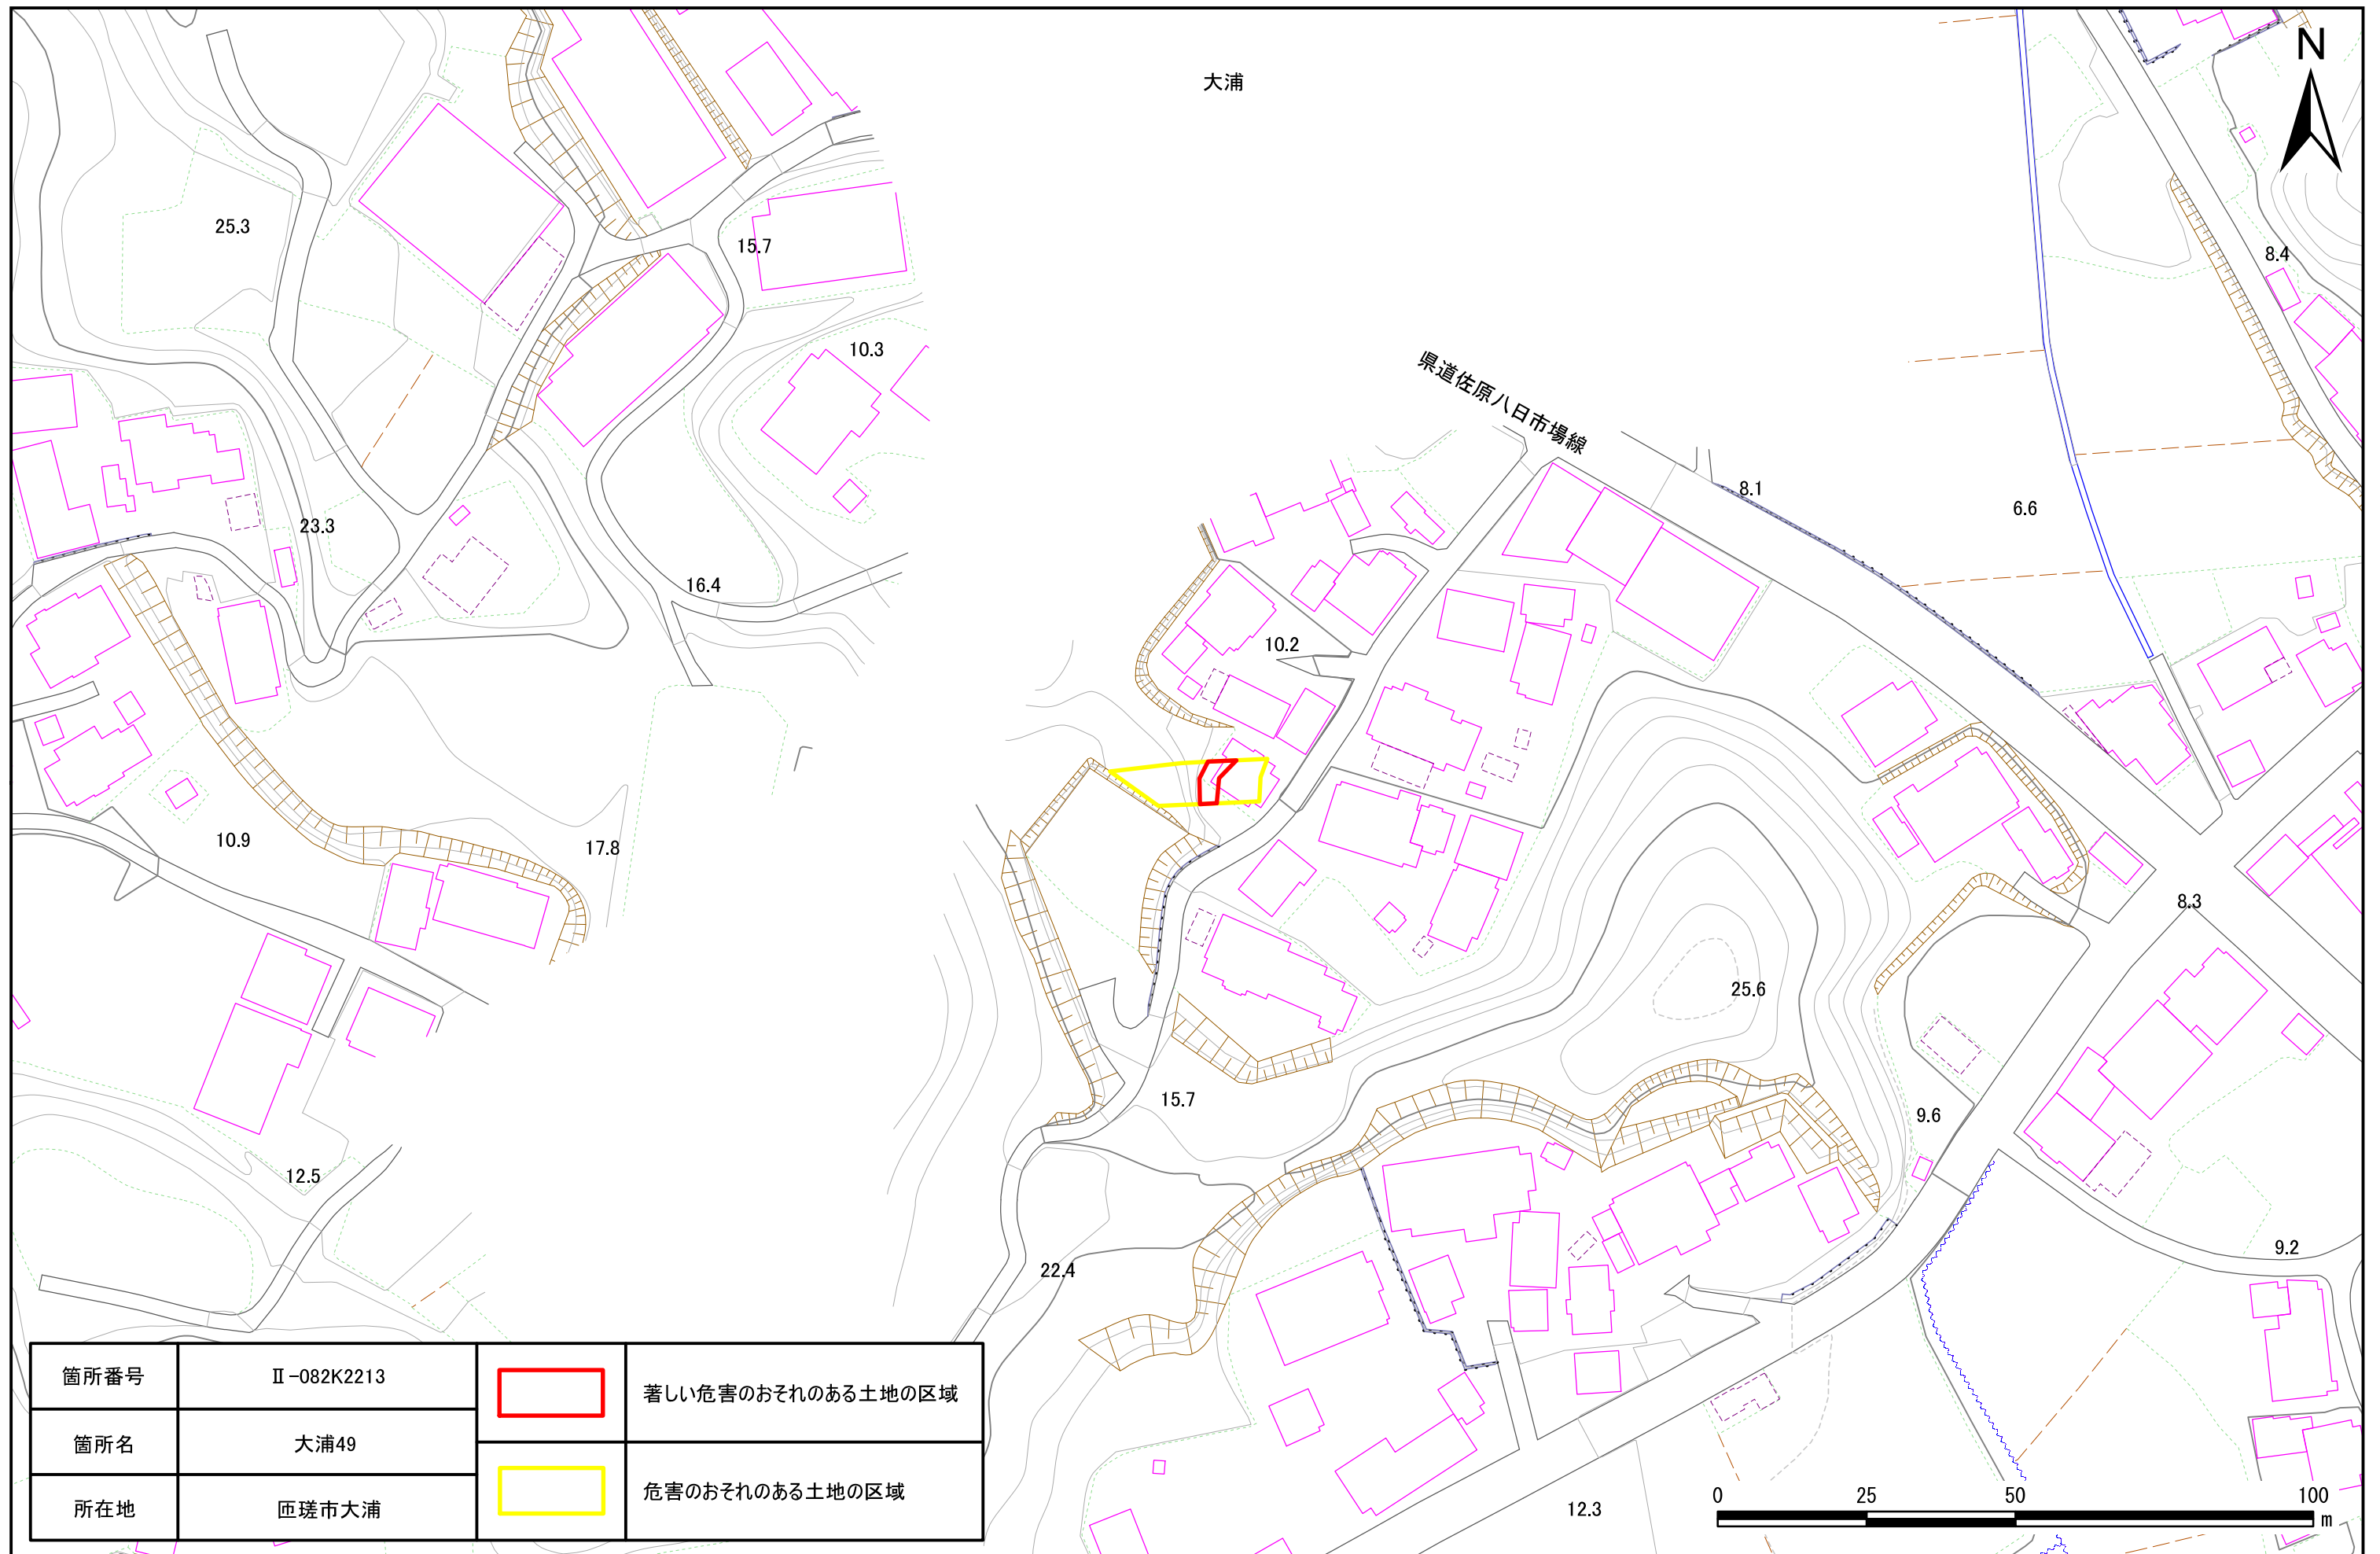 大浦
N
25.3
15.7
8.4
10.3
県道佐原八日市場線
8.1
6.6
23.3
16.4
10.2
10.9
17.8
8.3
25.6
15.7
9.6
12.5
9.2
22.4
箇所番号 Ⅱ-082K2213
著しい危害のおそれのある土地の区域
箇所名 大浦49
危害のおそれのある土地の区域
所在地 匝瑳市大浦
12.3
0 25 50 100
m